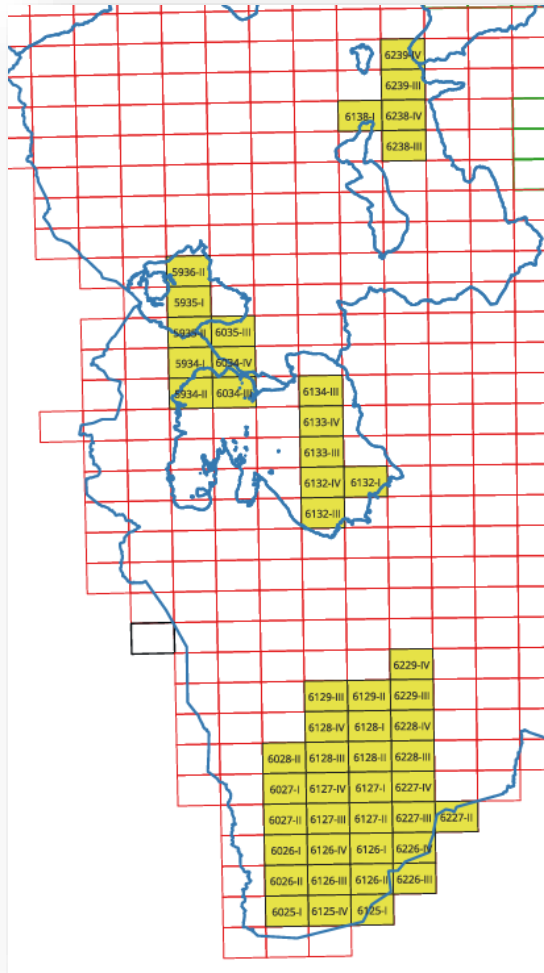 6239-IV
6239-III
6138-I 6238-IV
6238-III
5936-II
5935-I
5935-II 6035-III
5934-I 6034-IV
5934-II 6034-III
6134-III
6133-IV
6133-III
6132-IV 6132-I
6132-III
6229-IV
6129-III 6129-II 6229-III
6128-IV 6128-I 6228-IV
6028-II 6128-III 6128-II 6228-III
6027-I 6127-IV 6127-I 6227-IV
6027-II 6127-III 6127-II 6227-III 6227-II
6026-I 6126-IV 6126-I 6226-IV
6026-II 6126-III 6126-II 6226-III
6025-I 6125-IV 6125-I